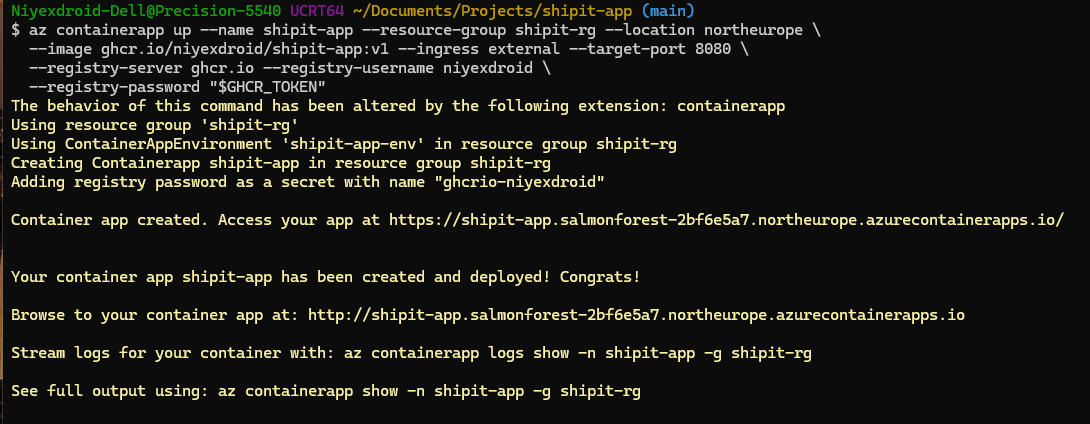 Niyexdroid-Dell@Precision-5540 UCRT64 ~/Documents/Projects/shipit-app (main)
$ az containerapp up --name shipit-app --resource-group shipit-rg --location northeurope \
--image ghcr.io/niyexdroid/shipit-app:v1 --ingress external --target-port 8080 \
--registry-server ghcr.io --registry-username niyexdroid \
--registry-password "$GHCR_TOKEN"
The behavior of this command has been altered by the following extension: containerapp
Using resource group 'shipit-rg'
Using ContainerAppEnvironment 'shipit-app-env' in resource group shipit-rg
Creating Containerapp shipit-app in resource group shipit-rg
Adding registry password as a secret with name "ghcrio-niyexdroid"
Container app created. Access your app at https://shipit-app.salmonforest-2bf6e5a7.northeurope.azurecontainerapps.io/
Your container app shipit-app has been created and deployed! Congrats!
Browse to your container app at: http://shipit-app.salmonforest-2bf6e5a7.northeurope.azurecontainerapps.io
Stream logs for your container with: az containerapp logs show -n shipit-app -g shipit-rg
See full output using: az containerapp show -n shipit-app -g shipit-rg